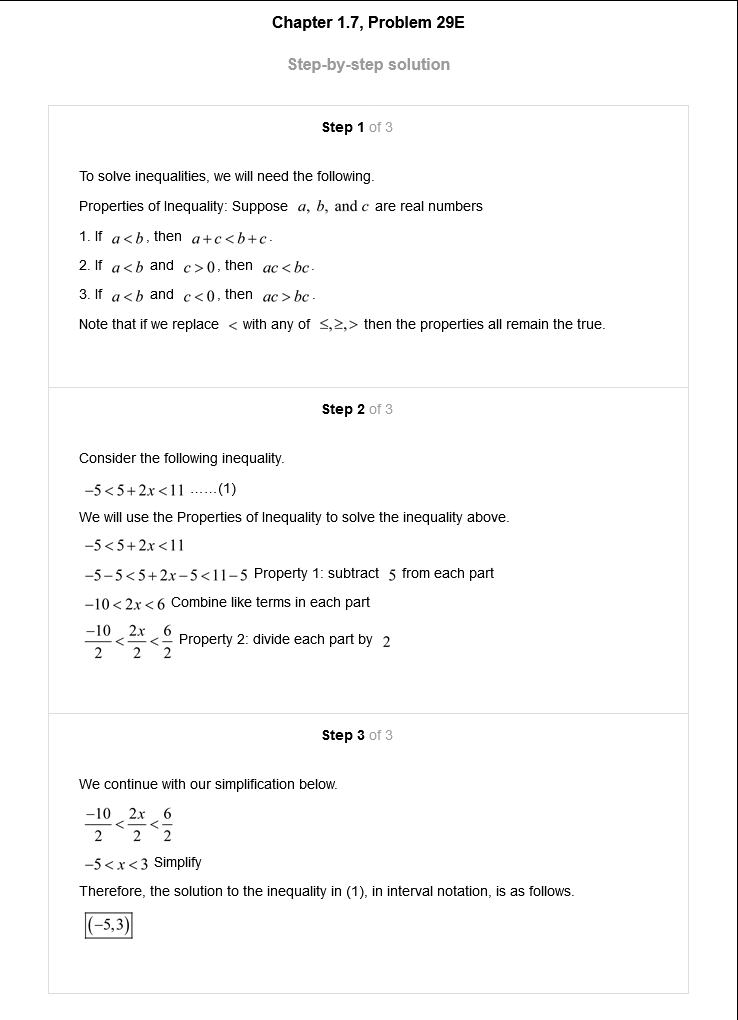 Chapter 1.7, Problem 29E
Step-by-step solution
Step 1 of 3
To solve inequalities, we will need the following.
Properties of Inequality: Suppose a, b, and c are real numbers
1. If a<b, then a+c<b+c.
2. If a<b and c>0, then ac<bc.
3. If a<b and c<0, then ac>bc.
Note that if we replace < with any of ≤,≥,> then the properties all remain the true.
Step 2 of 3
Consider the following inequality.
−5<5+2x<11 ……(1)
We will use the Properties of Inequality to solve the inequality above.
−5<5+2x<11
−5−5<5+2x−5<11−5 Property 1: subtract 5 from each part
−10<2x<6 Combine like terms in each part
−10/2<2x/2<6/2 Property 2: divide each part by 2
Step 3 of 3
We continue with our simplification below.
−10/2<2x/2<6/2
−5<x<3 Simplify
Therefore, the solution to the inequality in (1), in interval notation, is as follows.
(−5,3)